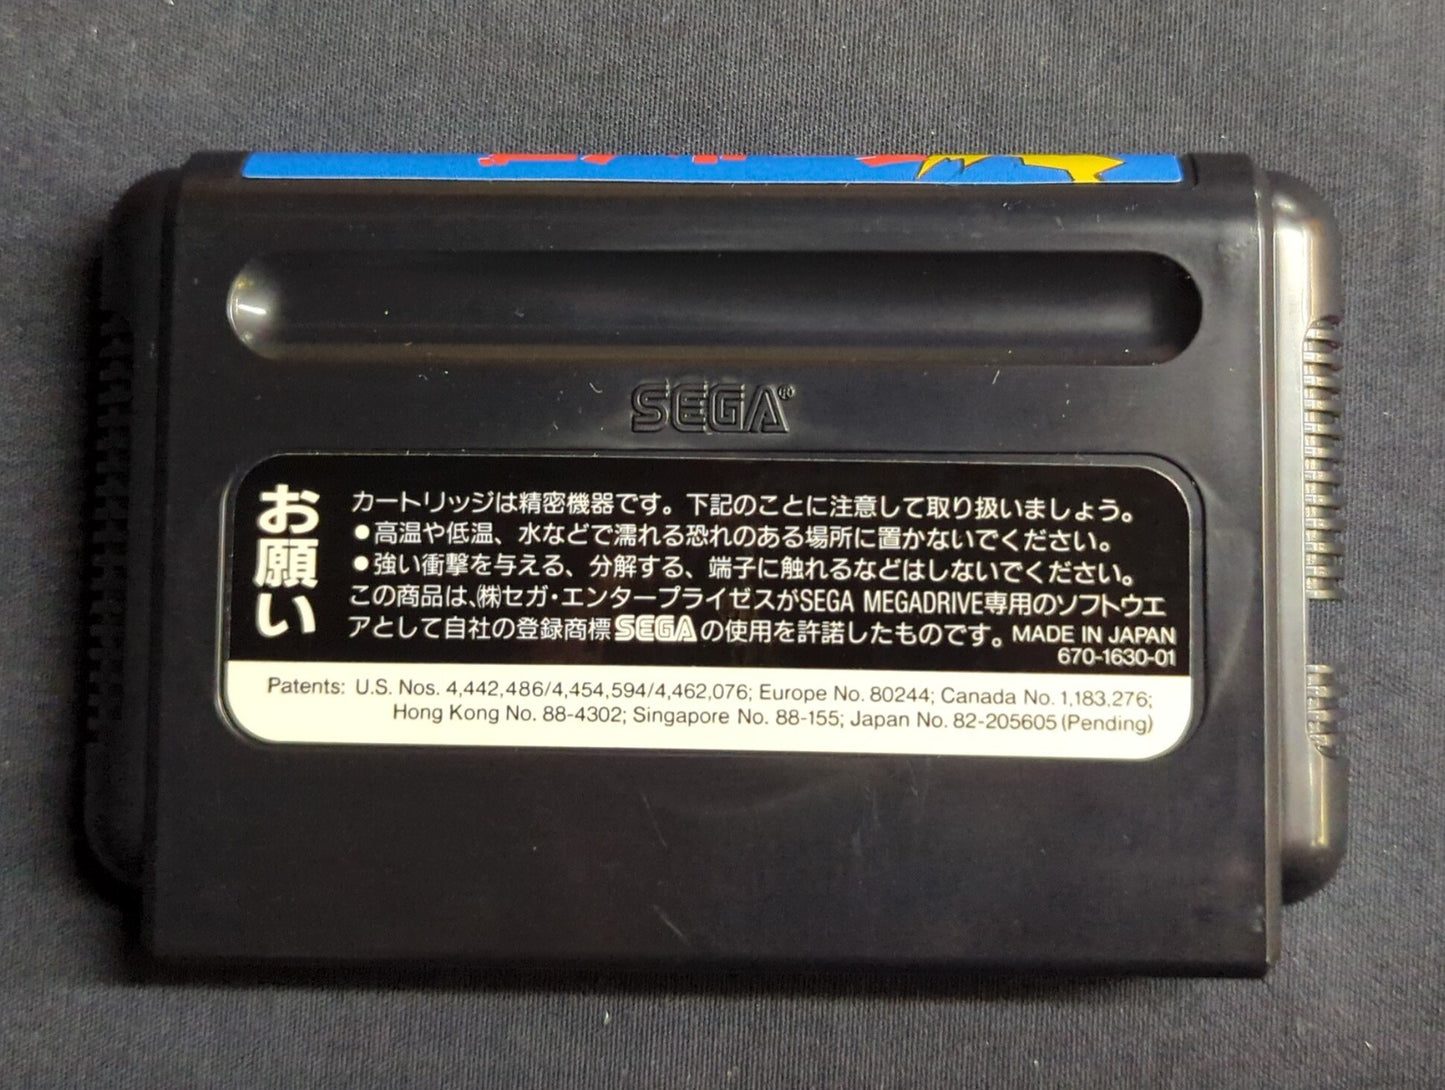 SEGA®
お願い
カートリッジは精密機器です。下記のことに注意して取り扱いましょう。
●高温や低温、水などで濡れる恐れのある場所に置かないでください。
●強い衝撃を与える、分解する、端子に触れるなどはしないでください。
この商品は、㈱セガ・エンタープライゼスがSEGA MEGADRIVE専用のソフトウエ
アとして自社の登録商標SEGAの使用を許諾したものです。MADE IN JAPAN
670-1630-01
Patents: U.S. Nos. 4,442,486/4,454,594/4,462,076; Europe No. 80244; Canada No. 1,183,276;
Hong Kong No. 88-4302; Singapore No. 88-155; Japan No. 82-205605 (Pending)